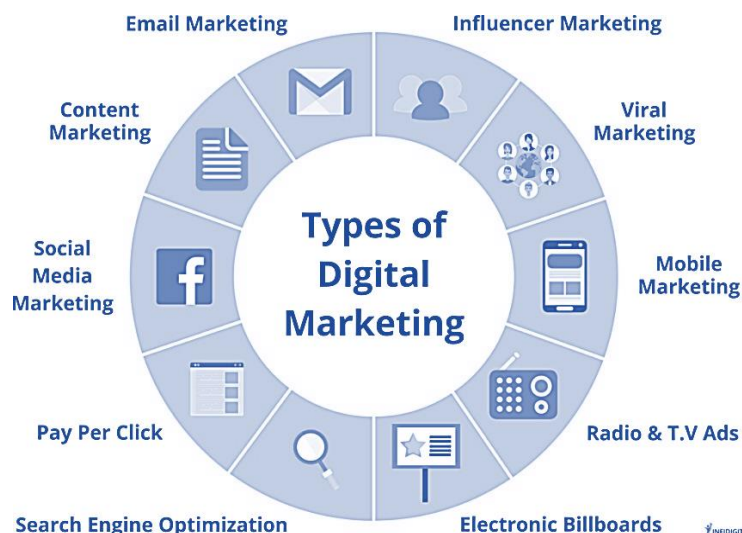 Email Marketing
Influencer Marketing
Content
Marketing
Viral
Marketing
Social
Media
Marketing
Types of
Digital
Marketing
Mobile
Marketing
Pay Per Click
Radio & T.V Ads
Search Engine Optimization
Electronic Billboards